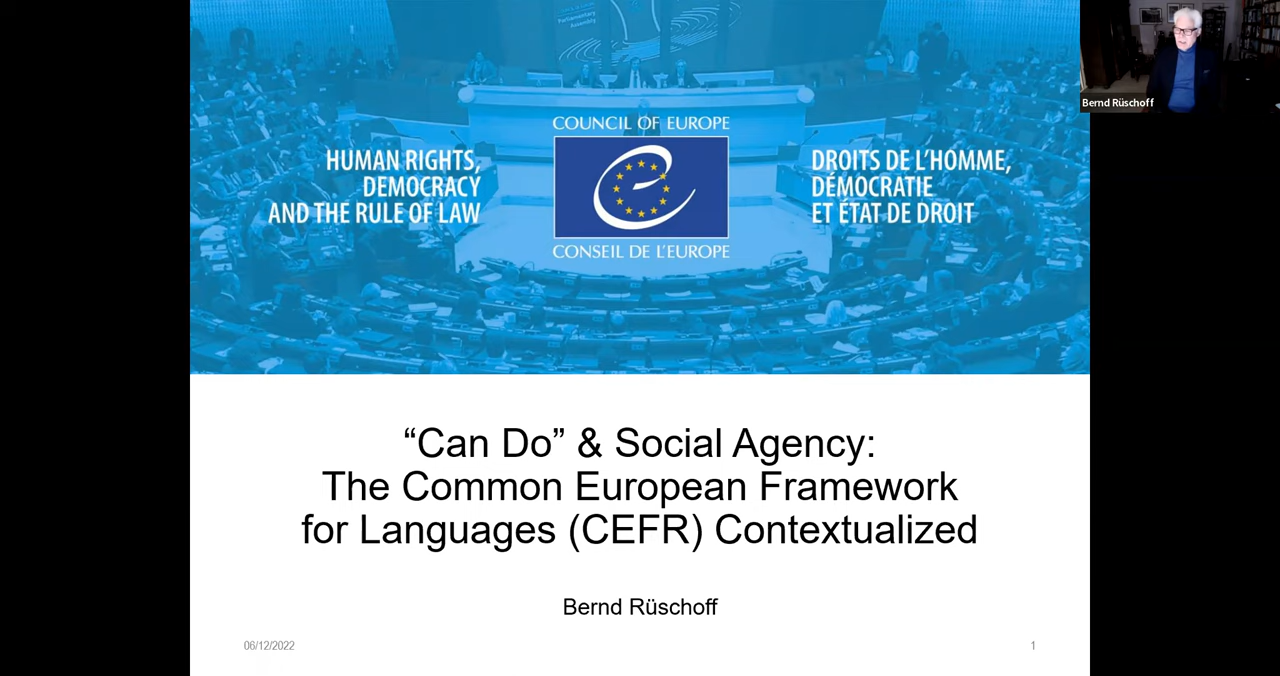 Parliamentary
Assembly
COUNCIL OF EUROPE
HUMAN RIGHTS,
DEMOCRACY
AND THE RULE OF LAW
DROITS DE L'HOMME,
DÉMOCRATIE
ET ÉTAT DE DROIT
CONSEIL DE L'EUROPE
Bernd Rüschoff
“Can Do” & Social Agency:
The Common European Framework
for Languages (CEFR) Contextualized
Bernd Rüschoff
06/12/2022
1